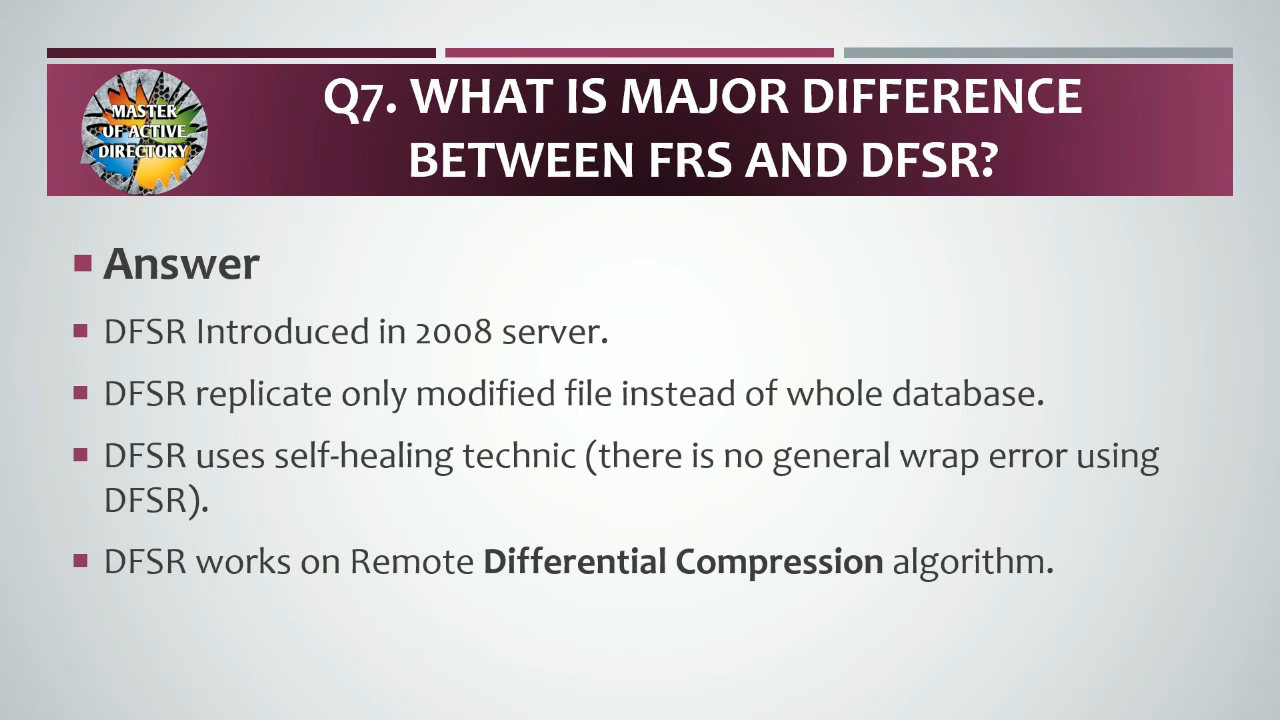 MASTER
OF ACTIVE
DIRECTORY
Q7. WHAT IS MAJOR DIFFERENCE
BETWEEN FRS AND DFSR?
Answer
DFSR Introduced in 2008 server.
DFSR replicate only modified file instead of whole database.
DFSR uses self-healing technic (there is no general wrap error using
DFSR).
DFSR works on Remote Differential Compression algorithm.